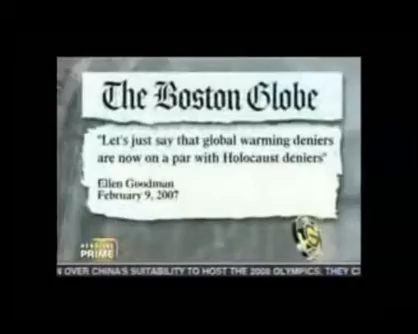 The Boston Globe
"Let's just say that global warming deniers
are now on a par with Holocaust deniers"
Ellen Goodman
February 9, 2007
HEADLINE
PRIME
OVER CHINA'S SUITABILITY TO HOST THE 2008 OLYMPICS. THEY